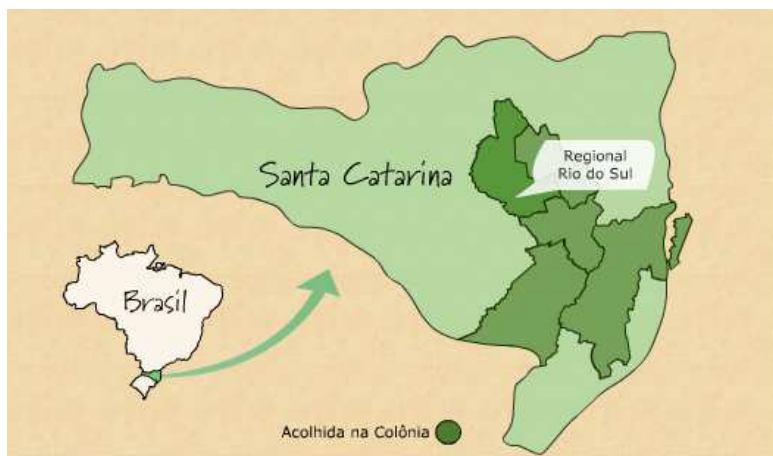 Santa Catarina
Regional
Rio do Sul
Brasil
Acolhida na Colônia